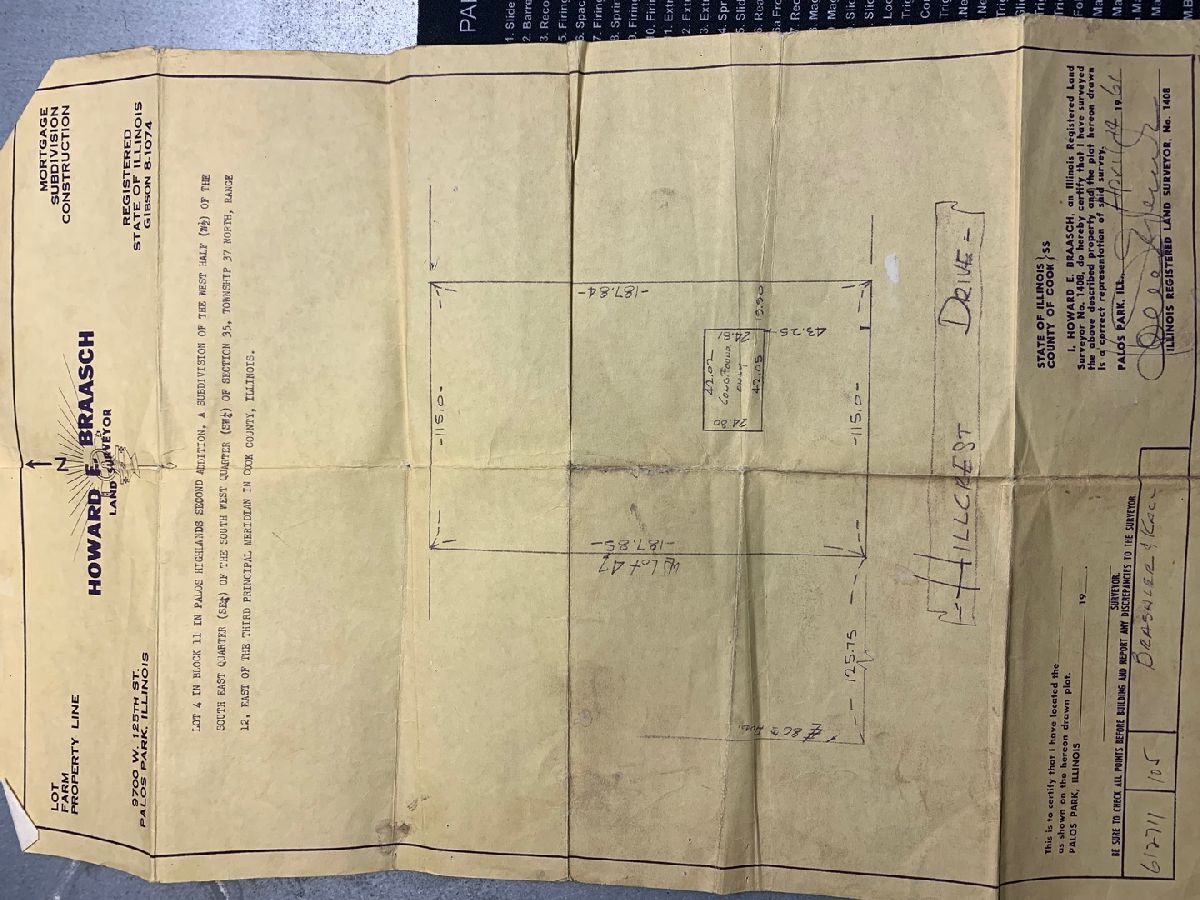 LOT
FARM
PROPERTY LINE
N
HOWARD E. BRAASCH
LAND SURVEYOR
MORTGAGE
SUBDIVISION
CONSTRUCTION
9700 W. 125TH ST.
PALOS PARK, ILLINOIS
REGISTERED
STATE OF ILLINOIS
GIBSON 8-1074
LOT 4 IN BLOCK 11 IN PALOS HIGHLANDS SECOND ADDITION, A SUBDIVISION OF THE WEST HALF (W½) OF THE
SOUTH EAST QUARTER (SE¼) OF THE SOUTH WEST QUARTER (SW¼) OF SECTION 35, TOWNSHIP 37 NORTH, RANGE
12, EAST OF THE THIRD PRINCIPAL MERIDIAN IN COOK COUNTY, ILLINOIS.
-115.0-
-187.85-
Lot 4
-187.84-
42.02
24.80
24.81
ONLY
42.05
43.25
-115.0-
125.75
HILLCREST DRIVE
This is to certify that I have located the
as shown on the hereon drawn plat.
PALOS PARK, ILLINOIS 19
SURVEYOR.
BE SURE TO CHECK ALL POINTS BEFORE BUILDING AND REPORT ANY DISCREPANCIES TO THE SURVEYOR
612711 105
STATE OF ILLINOIS } SS
COUNTY OF COOK
I, HOWARD E. BRAASCH, an Illinois Registered Land
Surveyor No. 1408, do hereby certify that I have surveyed
the above described property and the plat hereon drawn
is a correct representation of said survey.
PALOS PARK, ILL. April 19 61
ILLINOIS REGISTERED LAND SURVEYOR. No. 1408